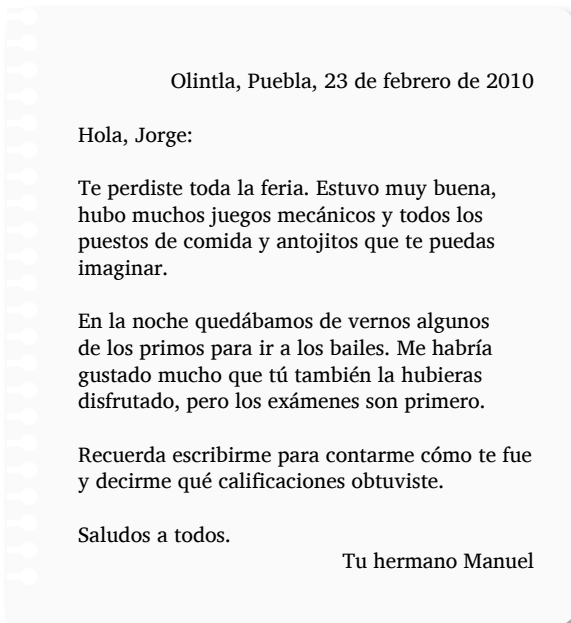 Olintla, Puebla, 23 de febrero de 2010
Hola, Jorge:
Te perdiste toda la feria. Estuvo muy buena,
hubo muchos juegos mecánicos y todos los
puestos de comida y antojitos que te puedas
imaginar.
En la noche quedábamos de vernos algunos
de los primos para ir a los bailes. Me habría
gustado mucho que tú también la hubieras
disfrutado, pero los exámenes son primero.
Recuerda escribirme para contarme cómo te fue
y decirme qué calificaciones obtuviste.
Saludos a todos.
Tu hermano Manuel